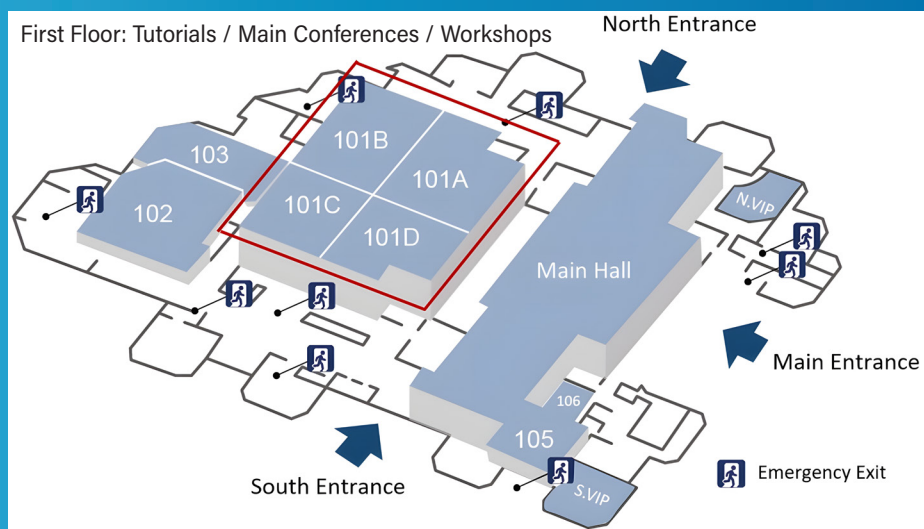 First Floor: Tutorials / Main Conferences / Workshops
North Entrance
101B
103
101A
N.VIP
102
101C
101D
Main Hall
Main Entrance
106
105
South Entrance
Emergency Exit
S.VIP